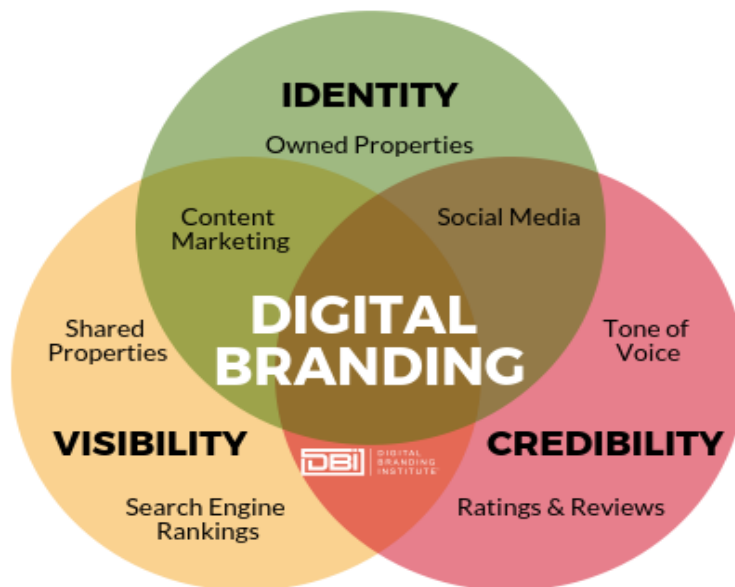 IDENTITY
Owned Properties
Content
Marketing
Social Media
DIGITAL
BRANDING
Shared
Properties
Tone of
Voice
VISIBILITY
CREDIBILITY
DBI
DIGITAL
BRANDING
INSTITUTE
Search Engine
Rankings
Ratings & Reviews